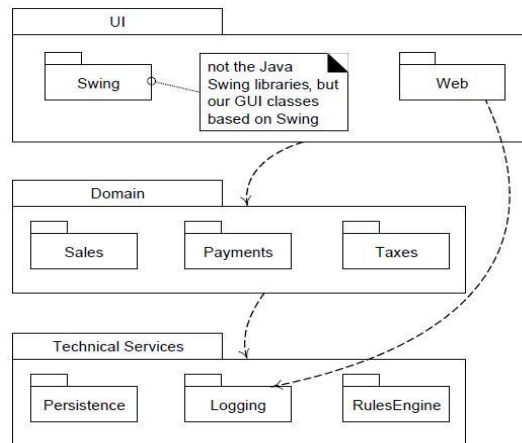 UI
Swing
not the Java
Swing libraries, but
our GUI classes
based on Swing
Web
Domain
Sales
Payments
Taxes
Technical Services
Persistence
Logging
RulesEngine